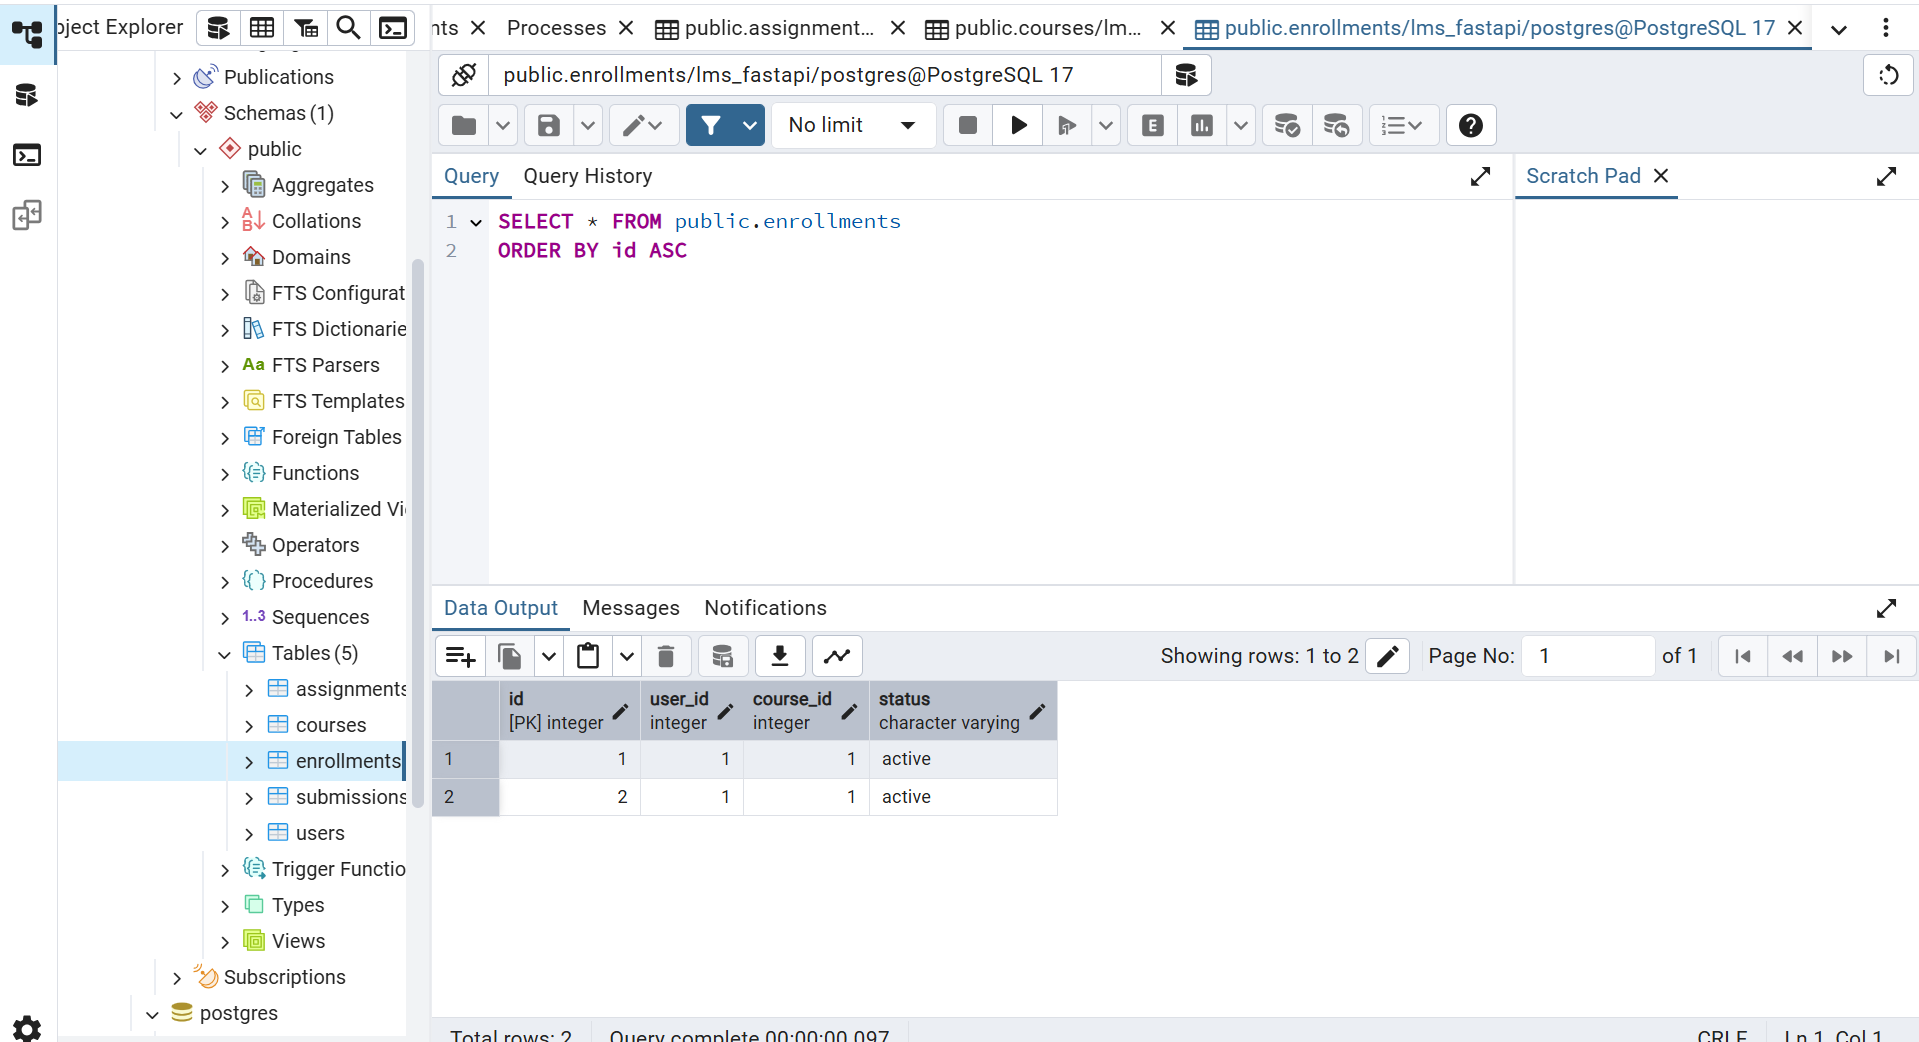 bject Explorer
nts
Processes
public.assignment...
public.courses/lm...
public.enrollments/lms_fastapi/postgres@PostgreSQL 17
public.enrollments/lms_fastapi/postgres@PostgreSQL 17
No limit
E
Query
Query History
Scratch Pad
1 SELECT * FROM public.enrollments
2 ORDER BY id ASC
Publications
Schemas (1)
public
Aggregates
Collations
Domains
FTS Configurat
FTS Dictionarie
Aa FTS Parsers
FTS Templates
Foreign Tables
Functions
Materialized Vi
Operators
Procedures
1..3 Sequences
Tables (5)
assignments
courses
enrollments
submissions
users
Trigger Functio
Types
Views
Subscriptions
postgres
Data Output
Messages
Notifications
Showing rows: 1 to 2
Page No: 1 of 1
id user_id course_id status
[PK] integer integer integer character varying
1 1 1 1 active
2 2 1 1 active
Total rows: 2
Query complete 00:00:00.097
CRLF
Ln 1, Col 1